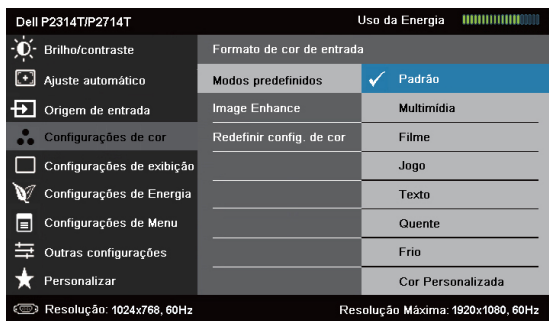 Dell P2314T/P2714T Uso da Energia
Brilho/contraste Formato de cor de entrada
Ajuste automático Modos predefinidos Padrão
Origem de entrada Image Enhance Multimídia
Configurações de cor Redefinir config. de cor Filme
Configurações de exibição Jogo
Configurações de Energia Texto
Configurações de Menu Quente
Outras configurações Frio
Personalizar Cor Personalizada
Resolução: 1024x768, 60Hz Resolução Máxima: 1920x1080, 60Hz